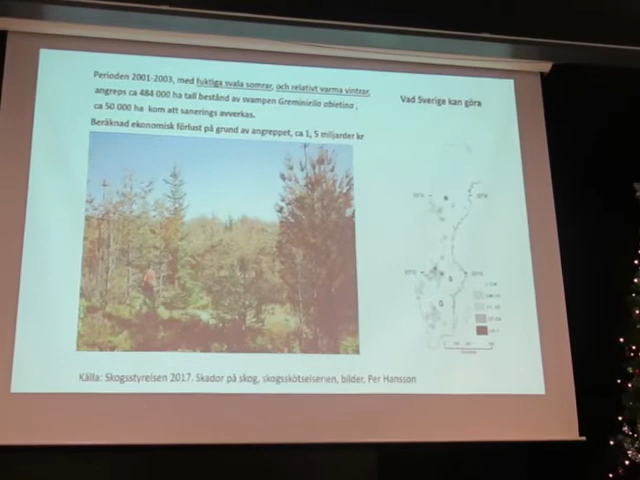 Perioden 2001-2003, med fuktiga svala somrar, och relativt varma vintrar,
angreps ca 484 000 ha tall bestånd av svampen Greminiella abietina ,
ca 50 000 ha kom att sanerings avverkas.
Beräknad ekonomisk förlust på grund av angreppet, ca 1, 5 miljarder kr
Vad Sverige kan göra
Källa: Skogsstyrelsen 2017. Skador på skog, skogsskötselserien, bilder, Per Hansson